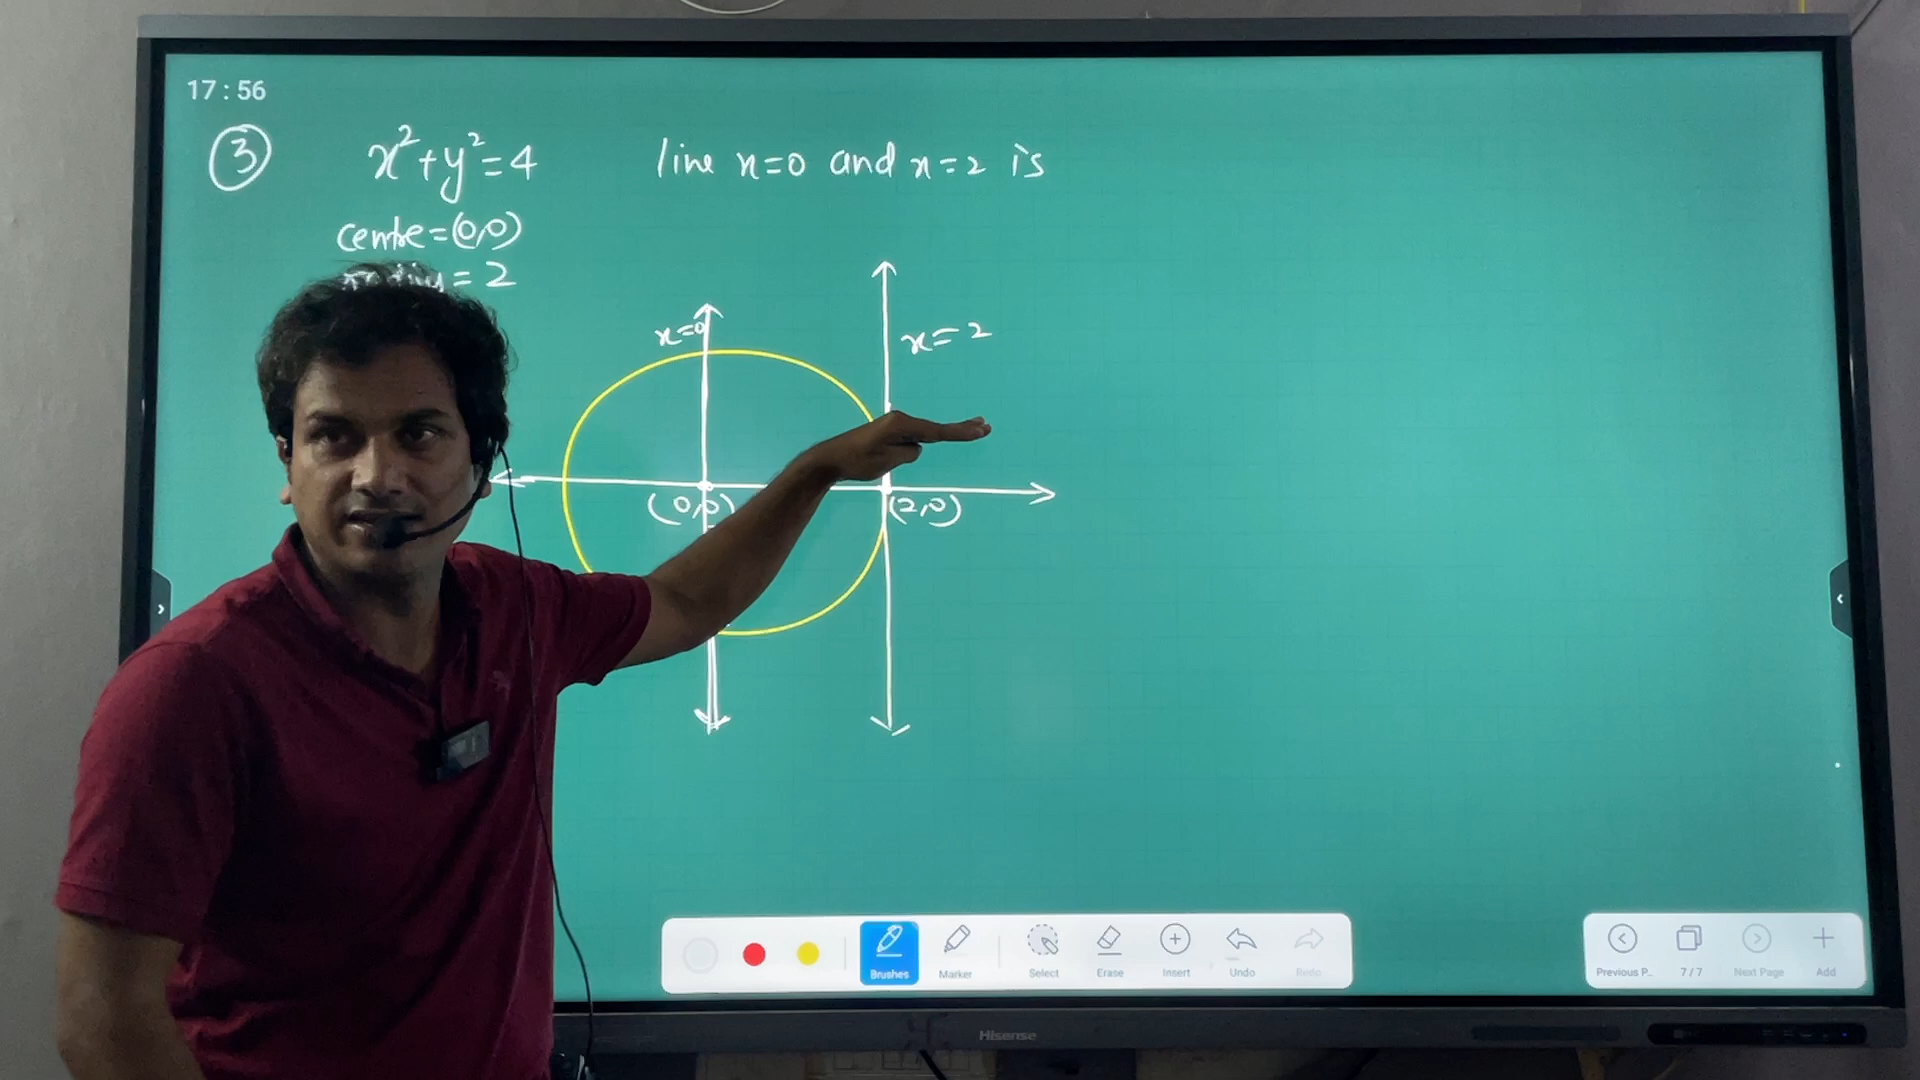 17 : 56
③ x²+y²=4 line x=0 and x=2 is
centre=(0,0)
= 2
x=0
x=2
(0,0)
(2,0)
Brushes
Marker
Select
Erase
Insert
Undo
Redo
Previous P...
7 / 7
Next Page
Add
Hisense